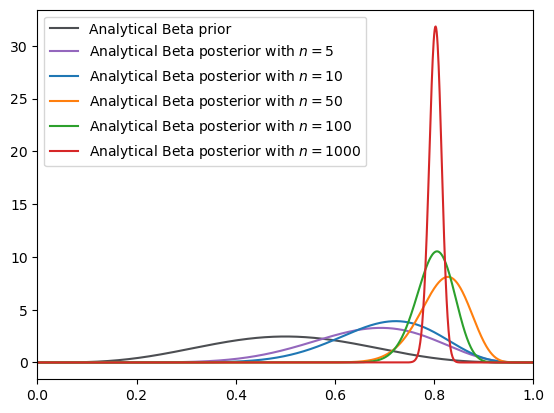 Analytical Beta prior
Analytical Beta posterior with n = 5
Analytical Beta posterior with n = 10
Analytical Beta posterior with n = 50
Analytical Beta posterior with n = 100
Analytical Beta posterior with n = 1000
30
25
20
15
10
5
0
0.0 0.2 0.4 0.6 0.8 1.0